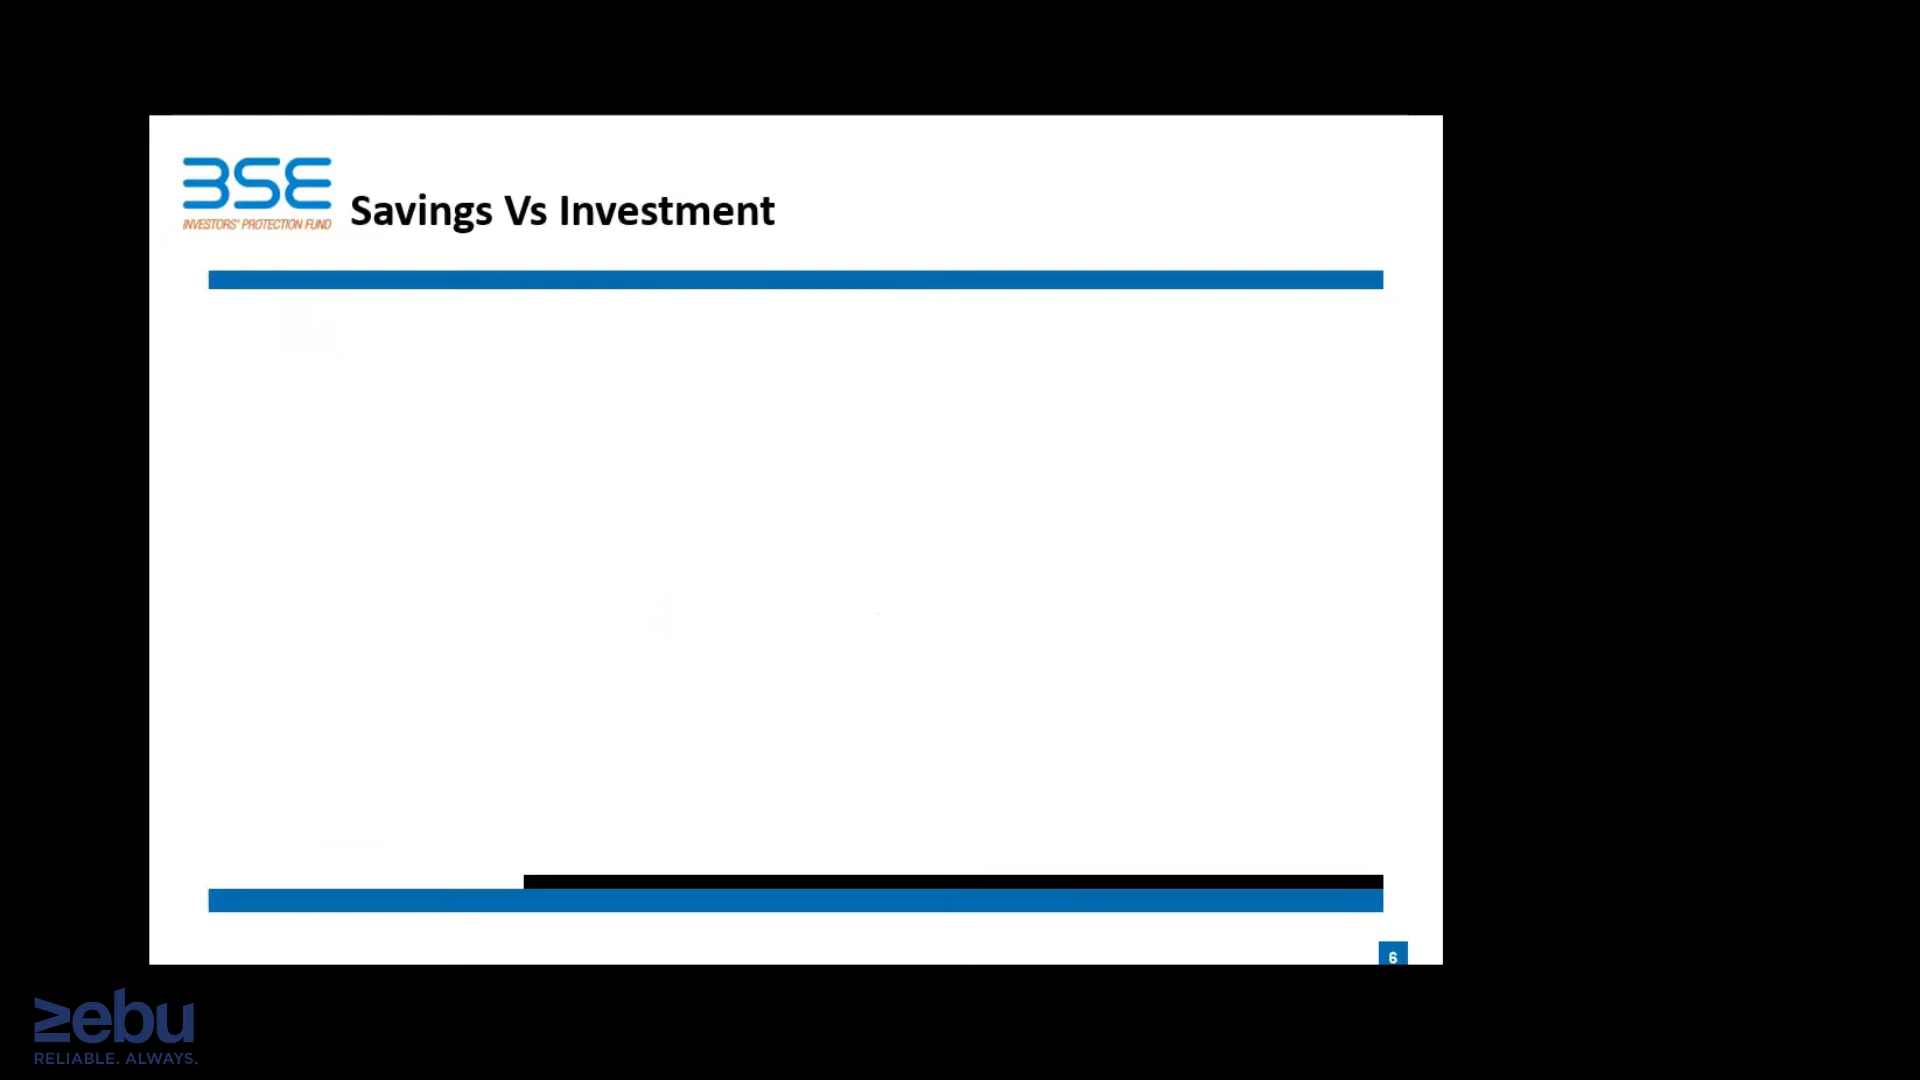 BSE
INVESTORS' PROTECTION FUND
Savings Vs Investment
6
zebu
RELIABLE. ALWAYS.